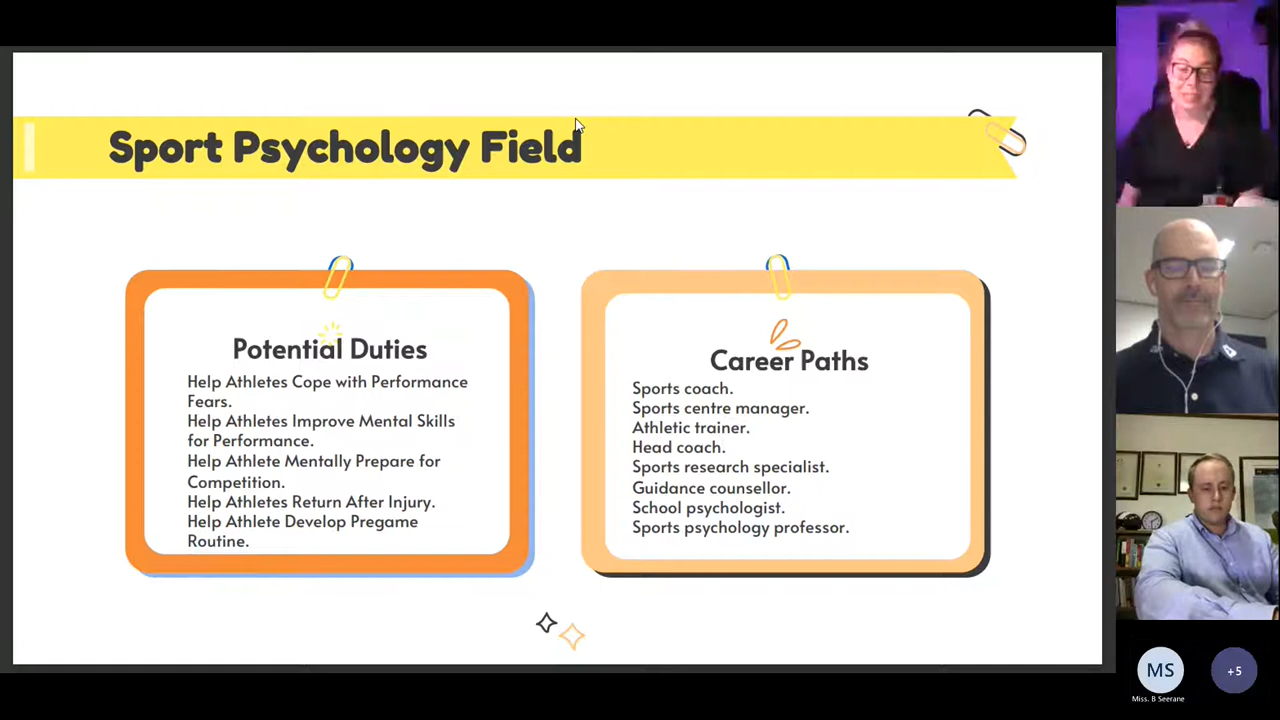 Sport Psychology Field
Potential Duties
Help Athletes Cope with Performance
Fears.
Help Athletes Improve Mental Skills
for Performance.
Help Athlete Mentally Prepare for
Competition.
Help Athletes Return After Injury.
Help Athlete Develop Pregame
Routine.
Career Paths
Sports coach.
Sports centre manager.
Athletic trainer.
Head coach.
Sports research specialist.
Guidance counsellor.
School psychologist.
Sports psychology professor.
MS
+5
Miss. B Seerane